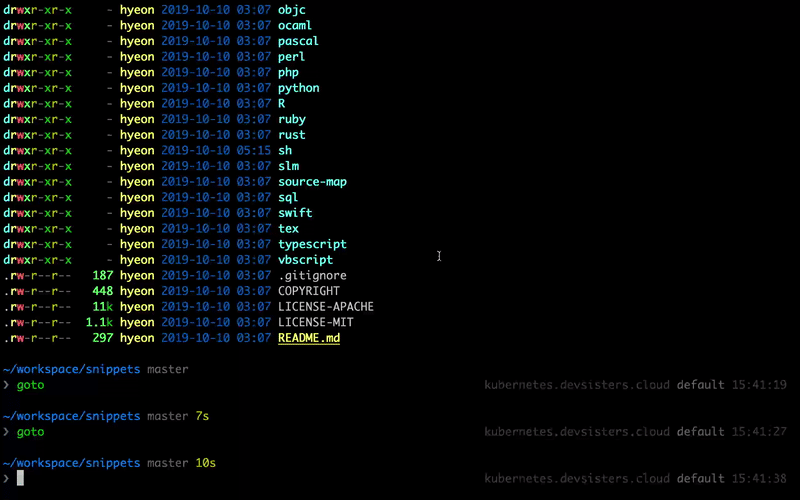 drwxr-xr-x - hyeon 2019-10-10 03:07 objc
drwxr-xr-x - hyeon 2019-10-10 03:07 ocaml
drwxr-xr-x - hyeon 2019-10-10 03:07 pascal
drwxr-xr-x - hyeon 2019-10-10 03:07 perl
drwxr-xr-x - hyeon 2019-10-10 03:07 php
drwxr-xr-x - hyeon 2019-10-10 03:07 python
drwxr-xr-x - hyeon 2019-10-10 03:07 R
drwxr-xr-x - hyeon 2019-10-10 03:07 ruby
drwxr-xr-x - hyeon 2019-10-10 03:07 rust
drwxr-xr-x - hyeon 2019-10-10 05:15 sh
drwxr-xr-x - hyeon 2019-10-10 03:07 slm
drwxr-xr-x - hyeon 2019-10-10 03:07 source-map
drwxr-xr-x - hyeon 2019-10-10 03:07 sql
drwxr-xr-x - hyeon 2019-10-10 03:07 swift
drwxr-xr-x - hyeon 2019-10-10 03:07 tex
drwxr-xr-x - hyeon 2019-10-10 03:07 typescript
drwxr-xr-x - hyeon 2019-10-10 03:07 vbscript
.rw-r--r-- 187 hyeon 2019-10-10 03:07 .gitignore
.rw-r--r-- 448 hyeon 2019-10-10 03:07 COPYRIGHT
.rw-r--r-- 11k hyeon 2019-10-10 03:07 LICENSE-APACHE
.rw-r--r-- 1.1k hyeon 2019-10-10 03:07 LICENSE-MIT
.rw-r--r-- 297 hyeon 2019-10-10 03:07 README.md
~/workspace/snippets master
❯ goto kubernetes.devsisters.cloud default 15:41:19
~/workspace/snippets master 7s
❯ goto kubernetes.devsisters.cloud default 15:41:27
~/workspace/snippets master 10s
❯ kubernetes.devsisters.cloud default 15:41:38